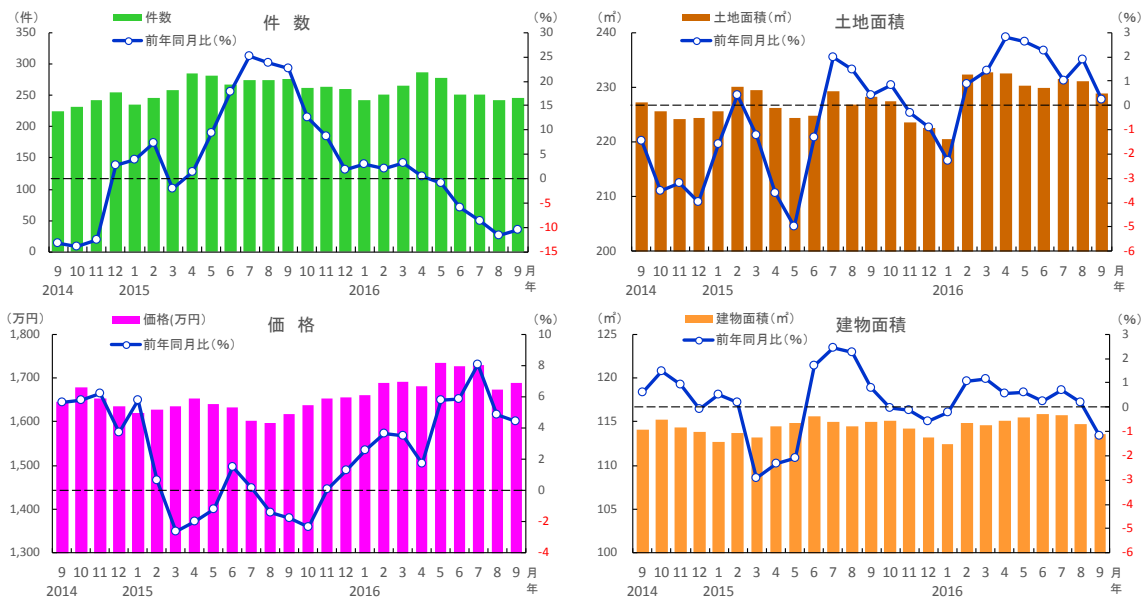 （件） 件数 件 数 （%）
前年同月比（%）
350 30
300 25
250 20
200 15
150 10
100 5
50 0
0 -5
-10
-15
9 10 11 12 1 2 3 4 5 6 7 8 9 10 11 12 1 2 3 4 5 6 7 8 9 月
2014 2015 2016 年
（㎡） 土地面積 土地面積（㎡） （%）
前年同月比（%）
240 3
230 2
220 1
210 0
200 -1
-2
-3
-4
-5
-6
9 10 11 12 1 2 3 4 5 6 7 8 9 10 11 12 1 2 3 4 5 6 7 8 9 月
2014 2015 2016 年
（万円） 価格(万円） 価 格 （%）
前年同月比（%）
1,800 10
1,700 8
1,600 6
1,500 4
1,400 2
1,300 0
-2
-4
9 10 11 12 1 2 3 4 5 6 7 8 9 10 11 12 1 2 3 4 5 6 7 8 9 月
2014 2015 2016 年
（㎡） 建物面積（㎡） 建物面積 （%）
前年同月比（%）
125 3
120 2
115 1
110 0
105 -1
100 -2
-3
-4
-5
-6
9 10 11 12 1 2 3 4 5 6 7 8 9 10 11 12 1 2 3 4 5 6 7 8 9 月
2014 2015 2016 年